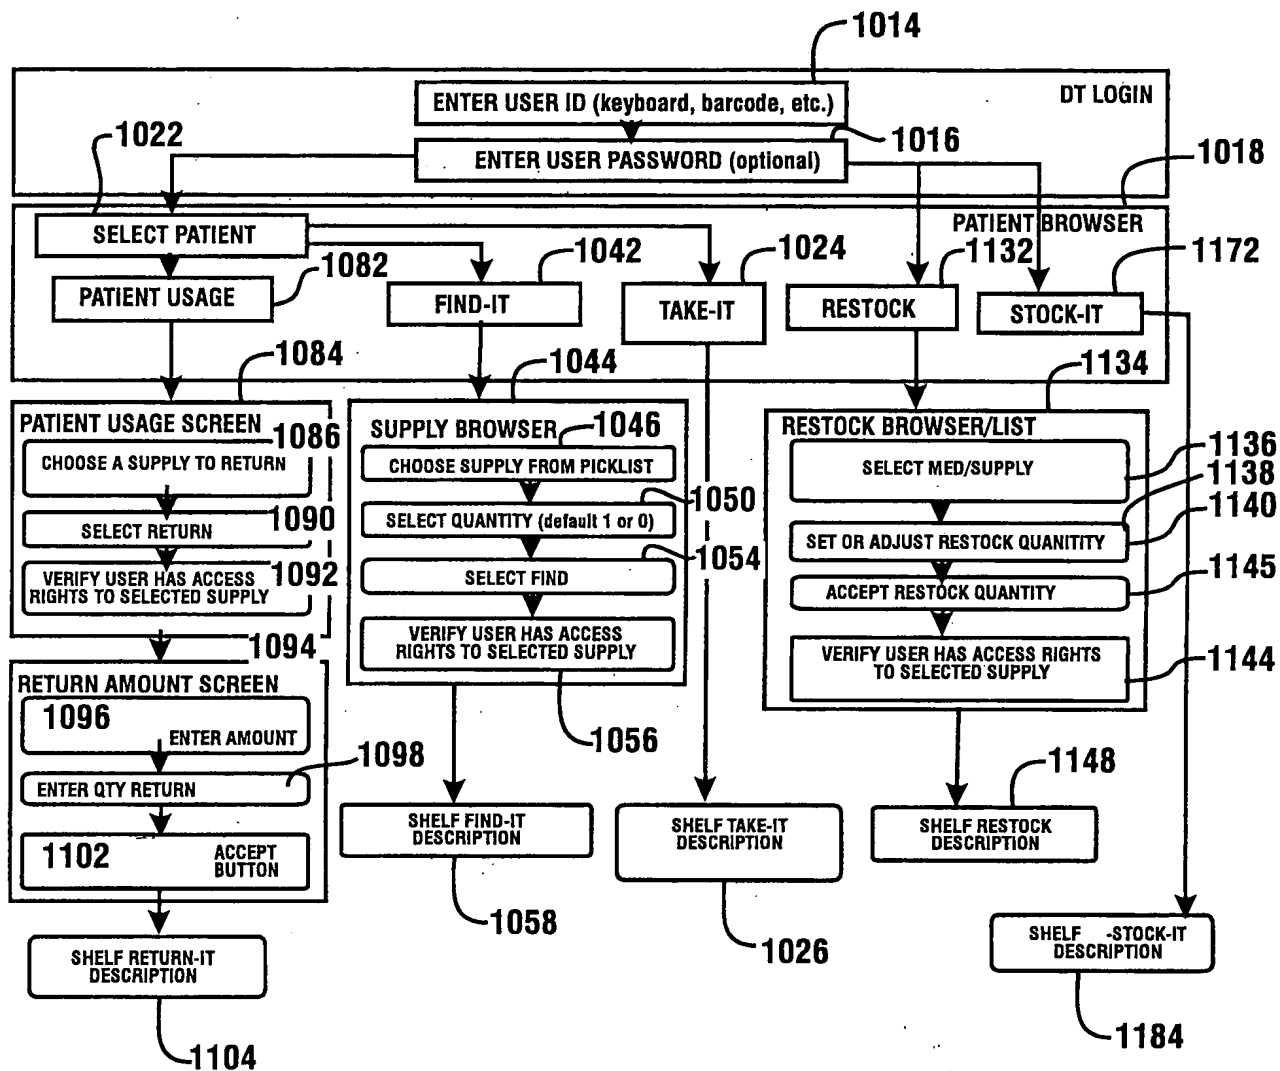 1014
ENTER USER ID (keyboard, barcode, etc.)
DT LOGIN
1022
1016
ENTER USER PASSWORD (optional)
1018
SELECT PATIENT
PATIENT BROWSER
1082
1042
1024
1132
1172
PATIENT USAGE
FIND-IT
TAKE-IT
RESTOCK
STOCK-IT
1084
1044
1134
PATIENT USAGE SCREEN
1086
CHOOSE A SUPPLY TO RETURN
1090
SELECT RETURN
1092
VERIFY USER HAS ACCESS
RIGHTS TO SELECTED SUPPLY
1094
RETURN AMOUNT SCREEN
1096
ENTER AMOUNT
1098
ENTER QTY RETURN
1102
ACCEPT
BUTTON
SHELF RETURN-IT
DESCRIPTION
1104
SUPPLY BROWSER
1046
CHOOSE SUPPLY FROM PICKLIST
1050
SELECT QUANTITY (default 1 or 0)
1054
SELECT FIND
VERIFY USER HAS ACCESS
RIGHTS TO SELECTED SUPPLY
1056
SHELF FIND-IT
DESCRIPTION
1058
SHELF TAKE-IT
DESCRIPTION
1026
RESTOCK BROWSER/LIST
1136
SELECT MED/SUPPLY
1138
1140
SET OR ADJUST RESTOCK QUANITITY
1145
ACCEPT RESTOCK QUANTITY
VERIFY USER HAS ACCESS RIGHTS
TO SELECTED SUPPLY
1144
1148
SHELF RESTOCK
DESCRIPTION
SHELF -STOCK-IT
DESCRIPTION
1184